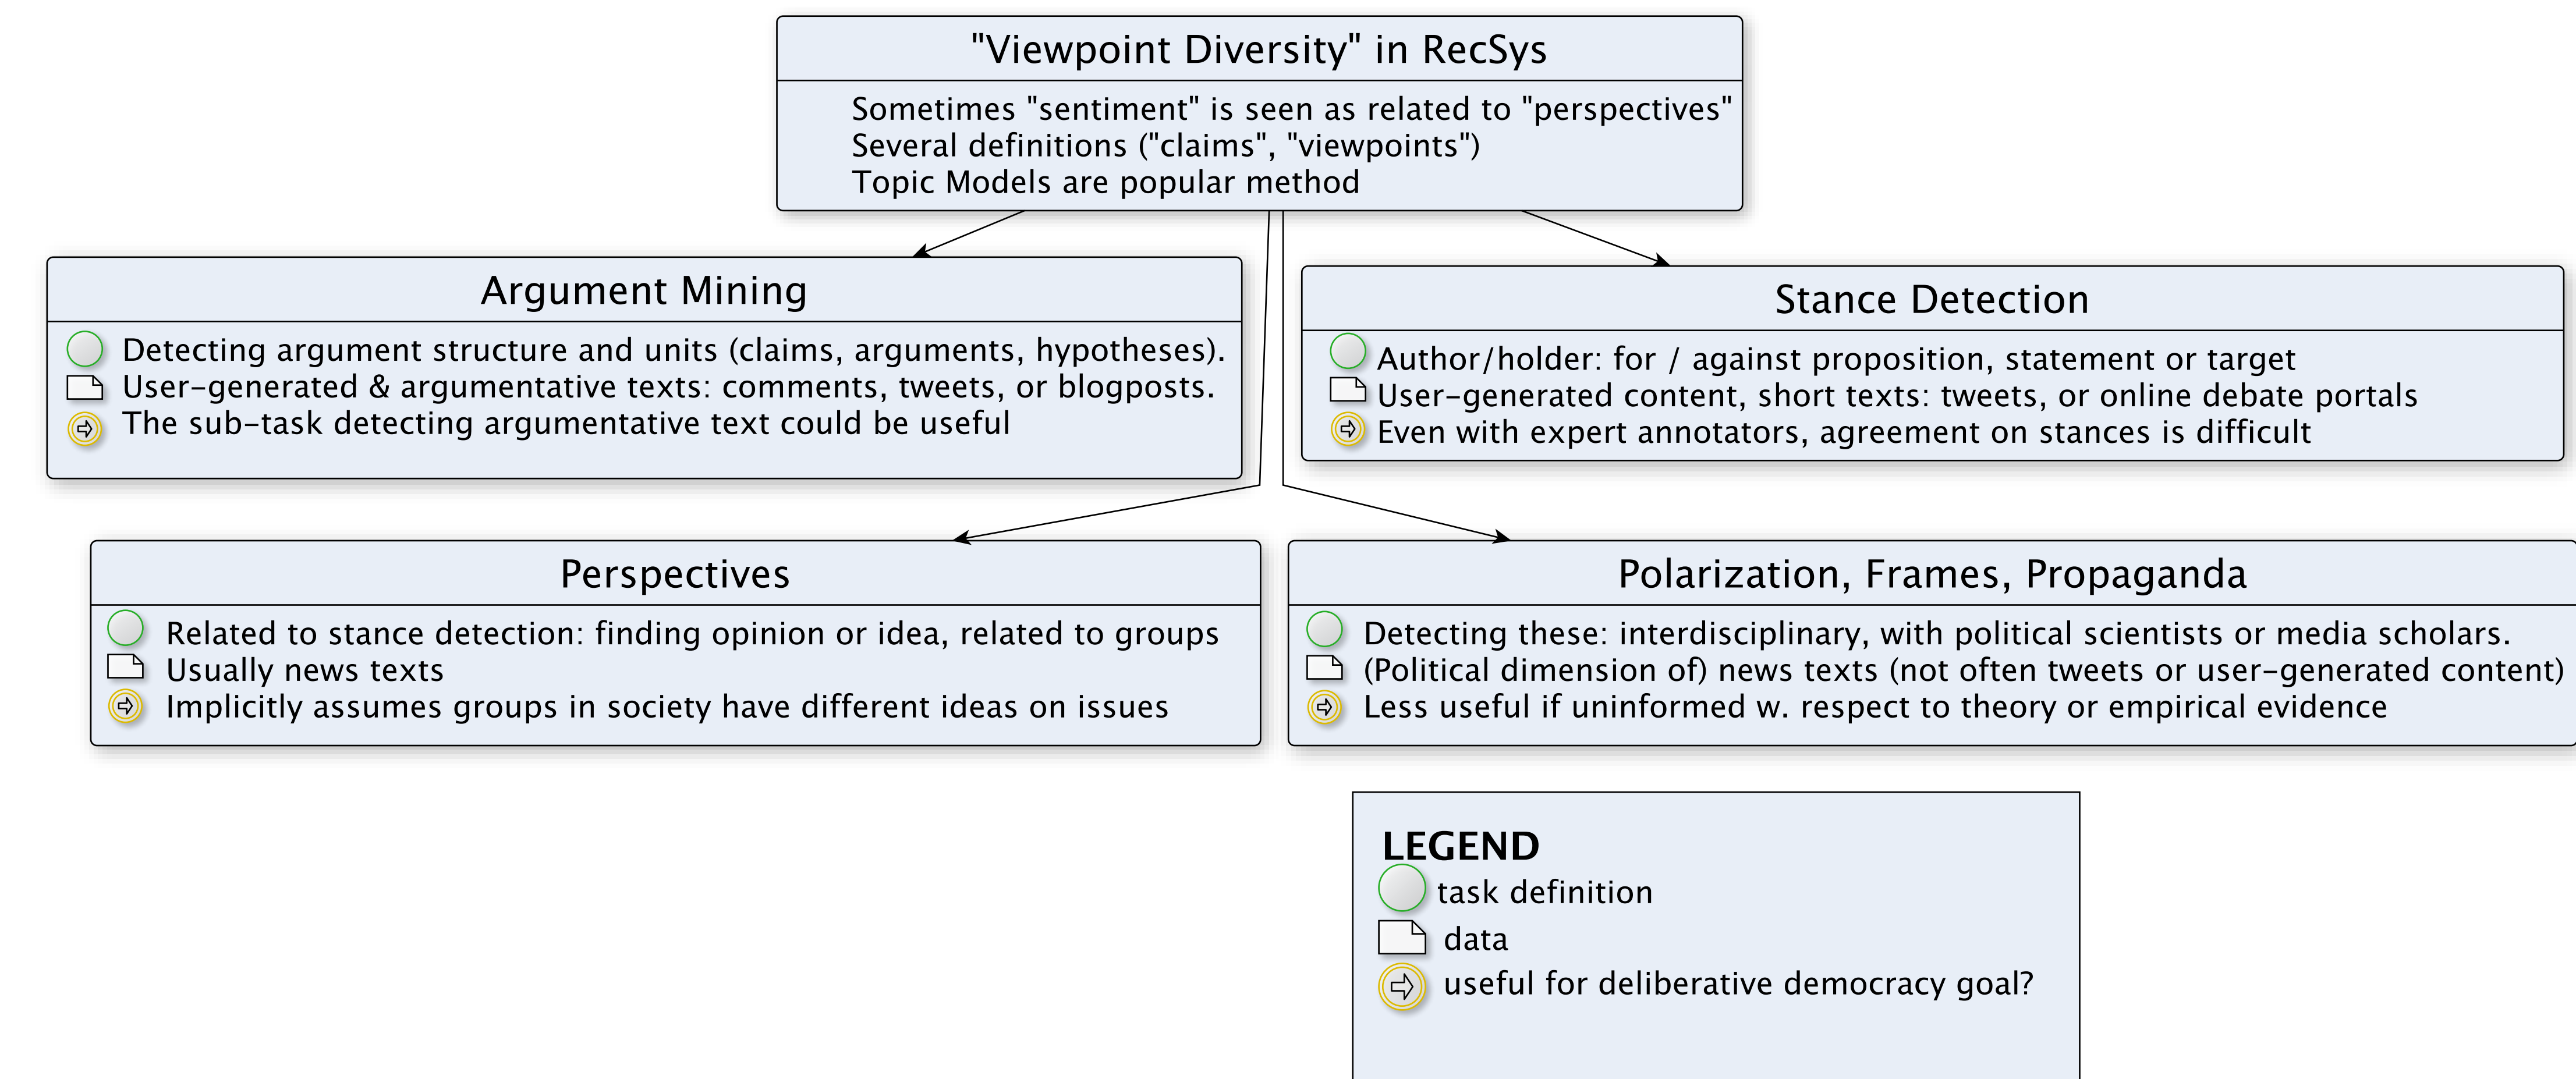 "Viewpoint Diversity" in RecSys
Sometimes "sentiment" is seen as related to "perspectives"
Several definitions ("claims", "viewpoints")
Topic Models are popular method
Argument Mining
Detecting argument structure and units (claims, arguments, hypotheses).
User-generated & argumentative texts: comments, tweets, or blogposts.
The sub-task detecting argumentative text could be useful
Stance Detection
Author/holder: for / against proposition, statement or target
User-generated content, short texts: tweets, or online debate portals
Even with expert annotators, agreement on stances is difficult
Perspectives
Related to stance detection: finding opinion or idea, related to groups
Usually news texts
Implicitly assumes groups in society have different ideas on issues
Polarization, Frames, Propaganda
Detecting these: interdisciplinary, with political scientists or media scholars.
(Political dimension of) news texts (not often tweets or user-generated content)
Less useful if uninformed w. respect to theory or empirical evidence
LEGEND
task definition
data
useful for deliberative democracy goal?